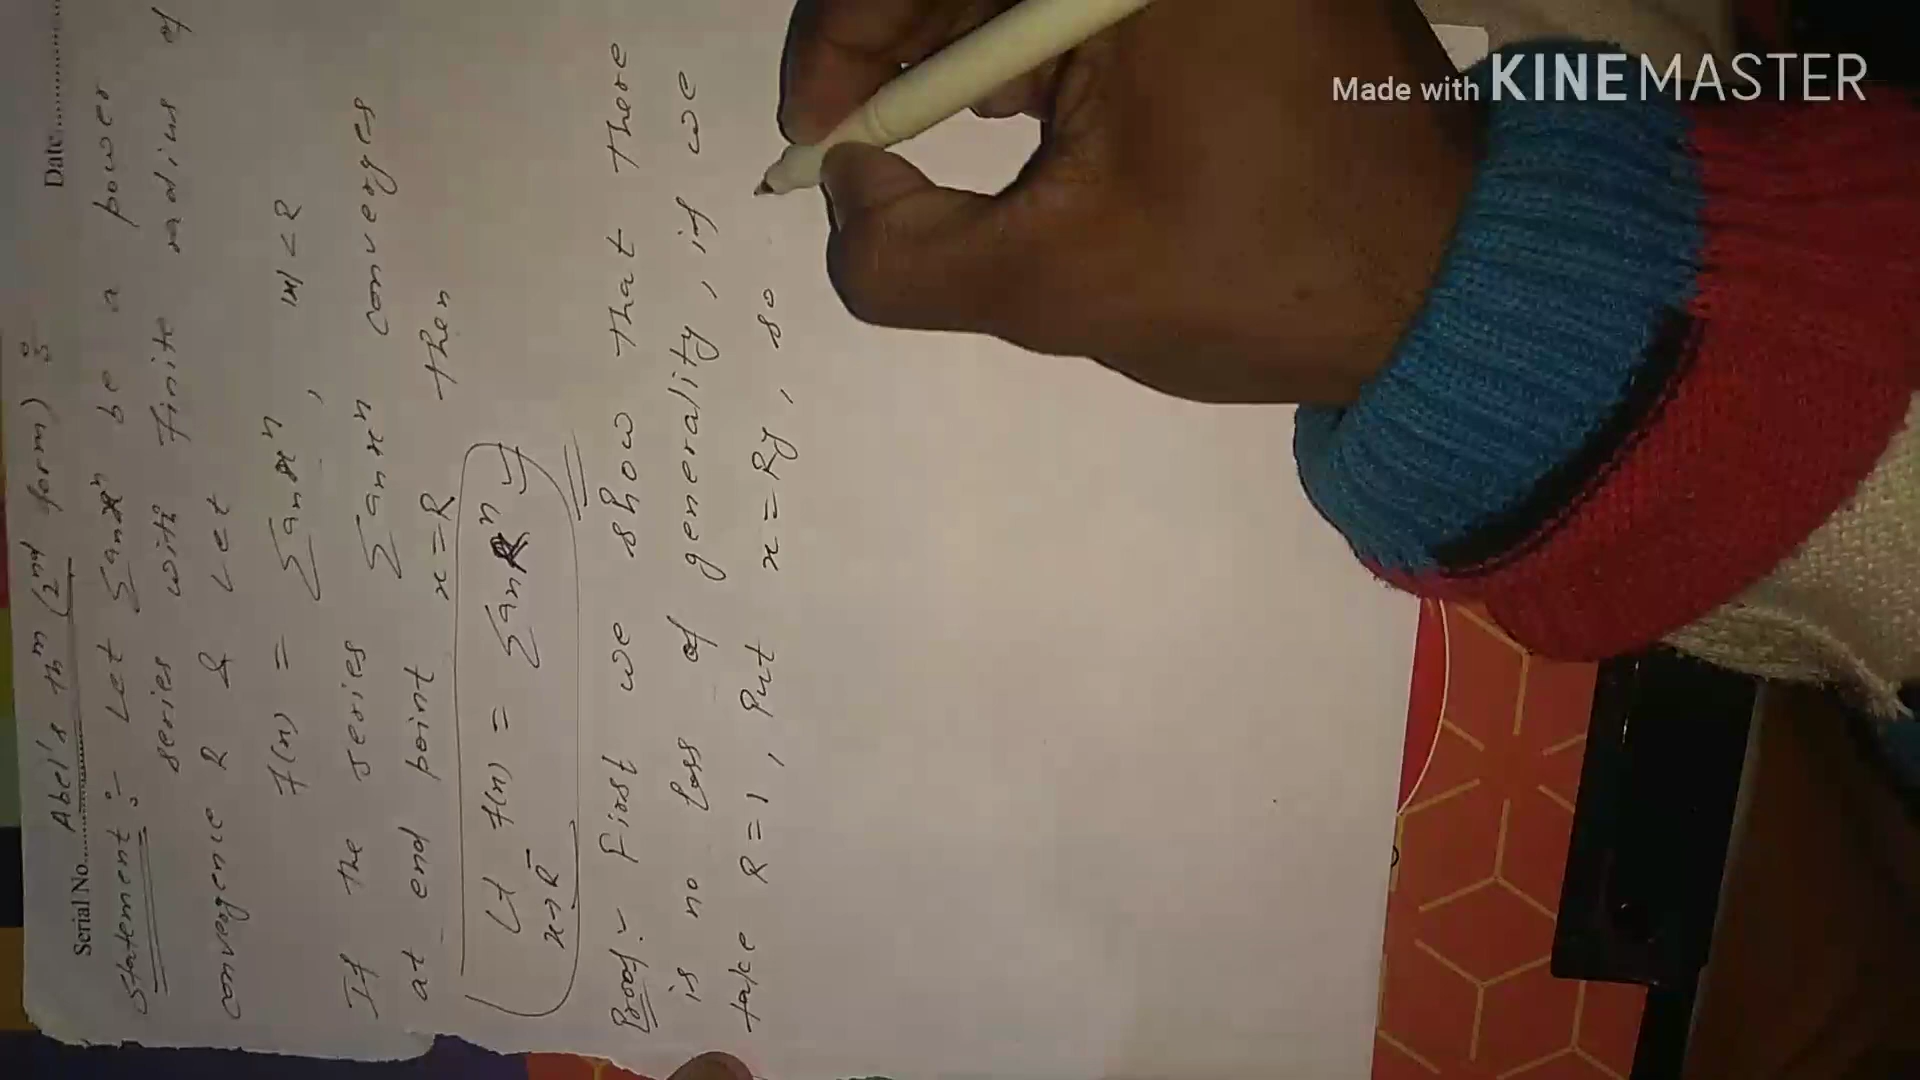 Serial No..... Date..........
Abel's thm (2nd form) :
Statement :- Let Σanxⁿ be a power
series with finite radius of
convergence R & Let
f(x) = Σanxⁿ, |x| < R
If the series Σanxⁿ converges
at end point x=R then
Lt f(x) = ΣanRⁿ
x→R⁻
Proof:- First we show that there
is no loss of generality, if we
take R=1, Put x=Ry, so
Made with KINEMASTER